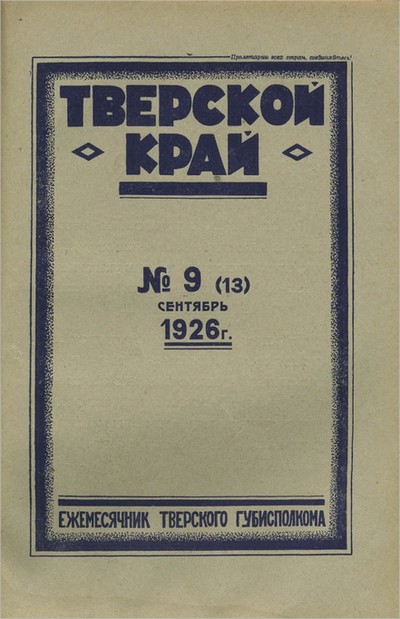 Пролетарии всех стран, соединяйтесь!
ТВЕРСКОЙ
КРАЙ
№ 9 (13)
СЕНТЯБРЬ
1926г.
ЕЖЕМЕСЯЧНИК ТВЕРСКОГО ГУБИСПОЛКОМА